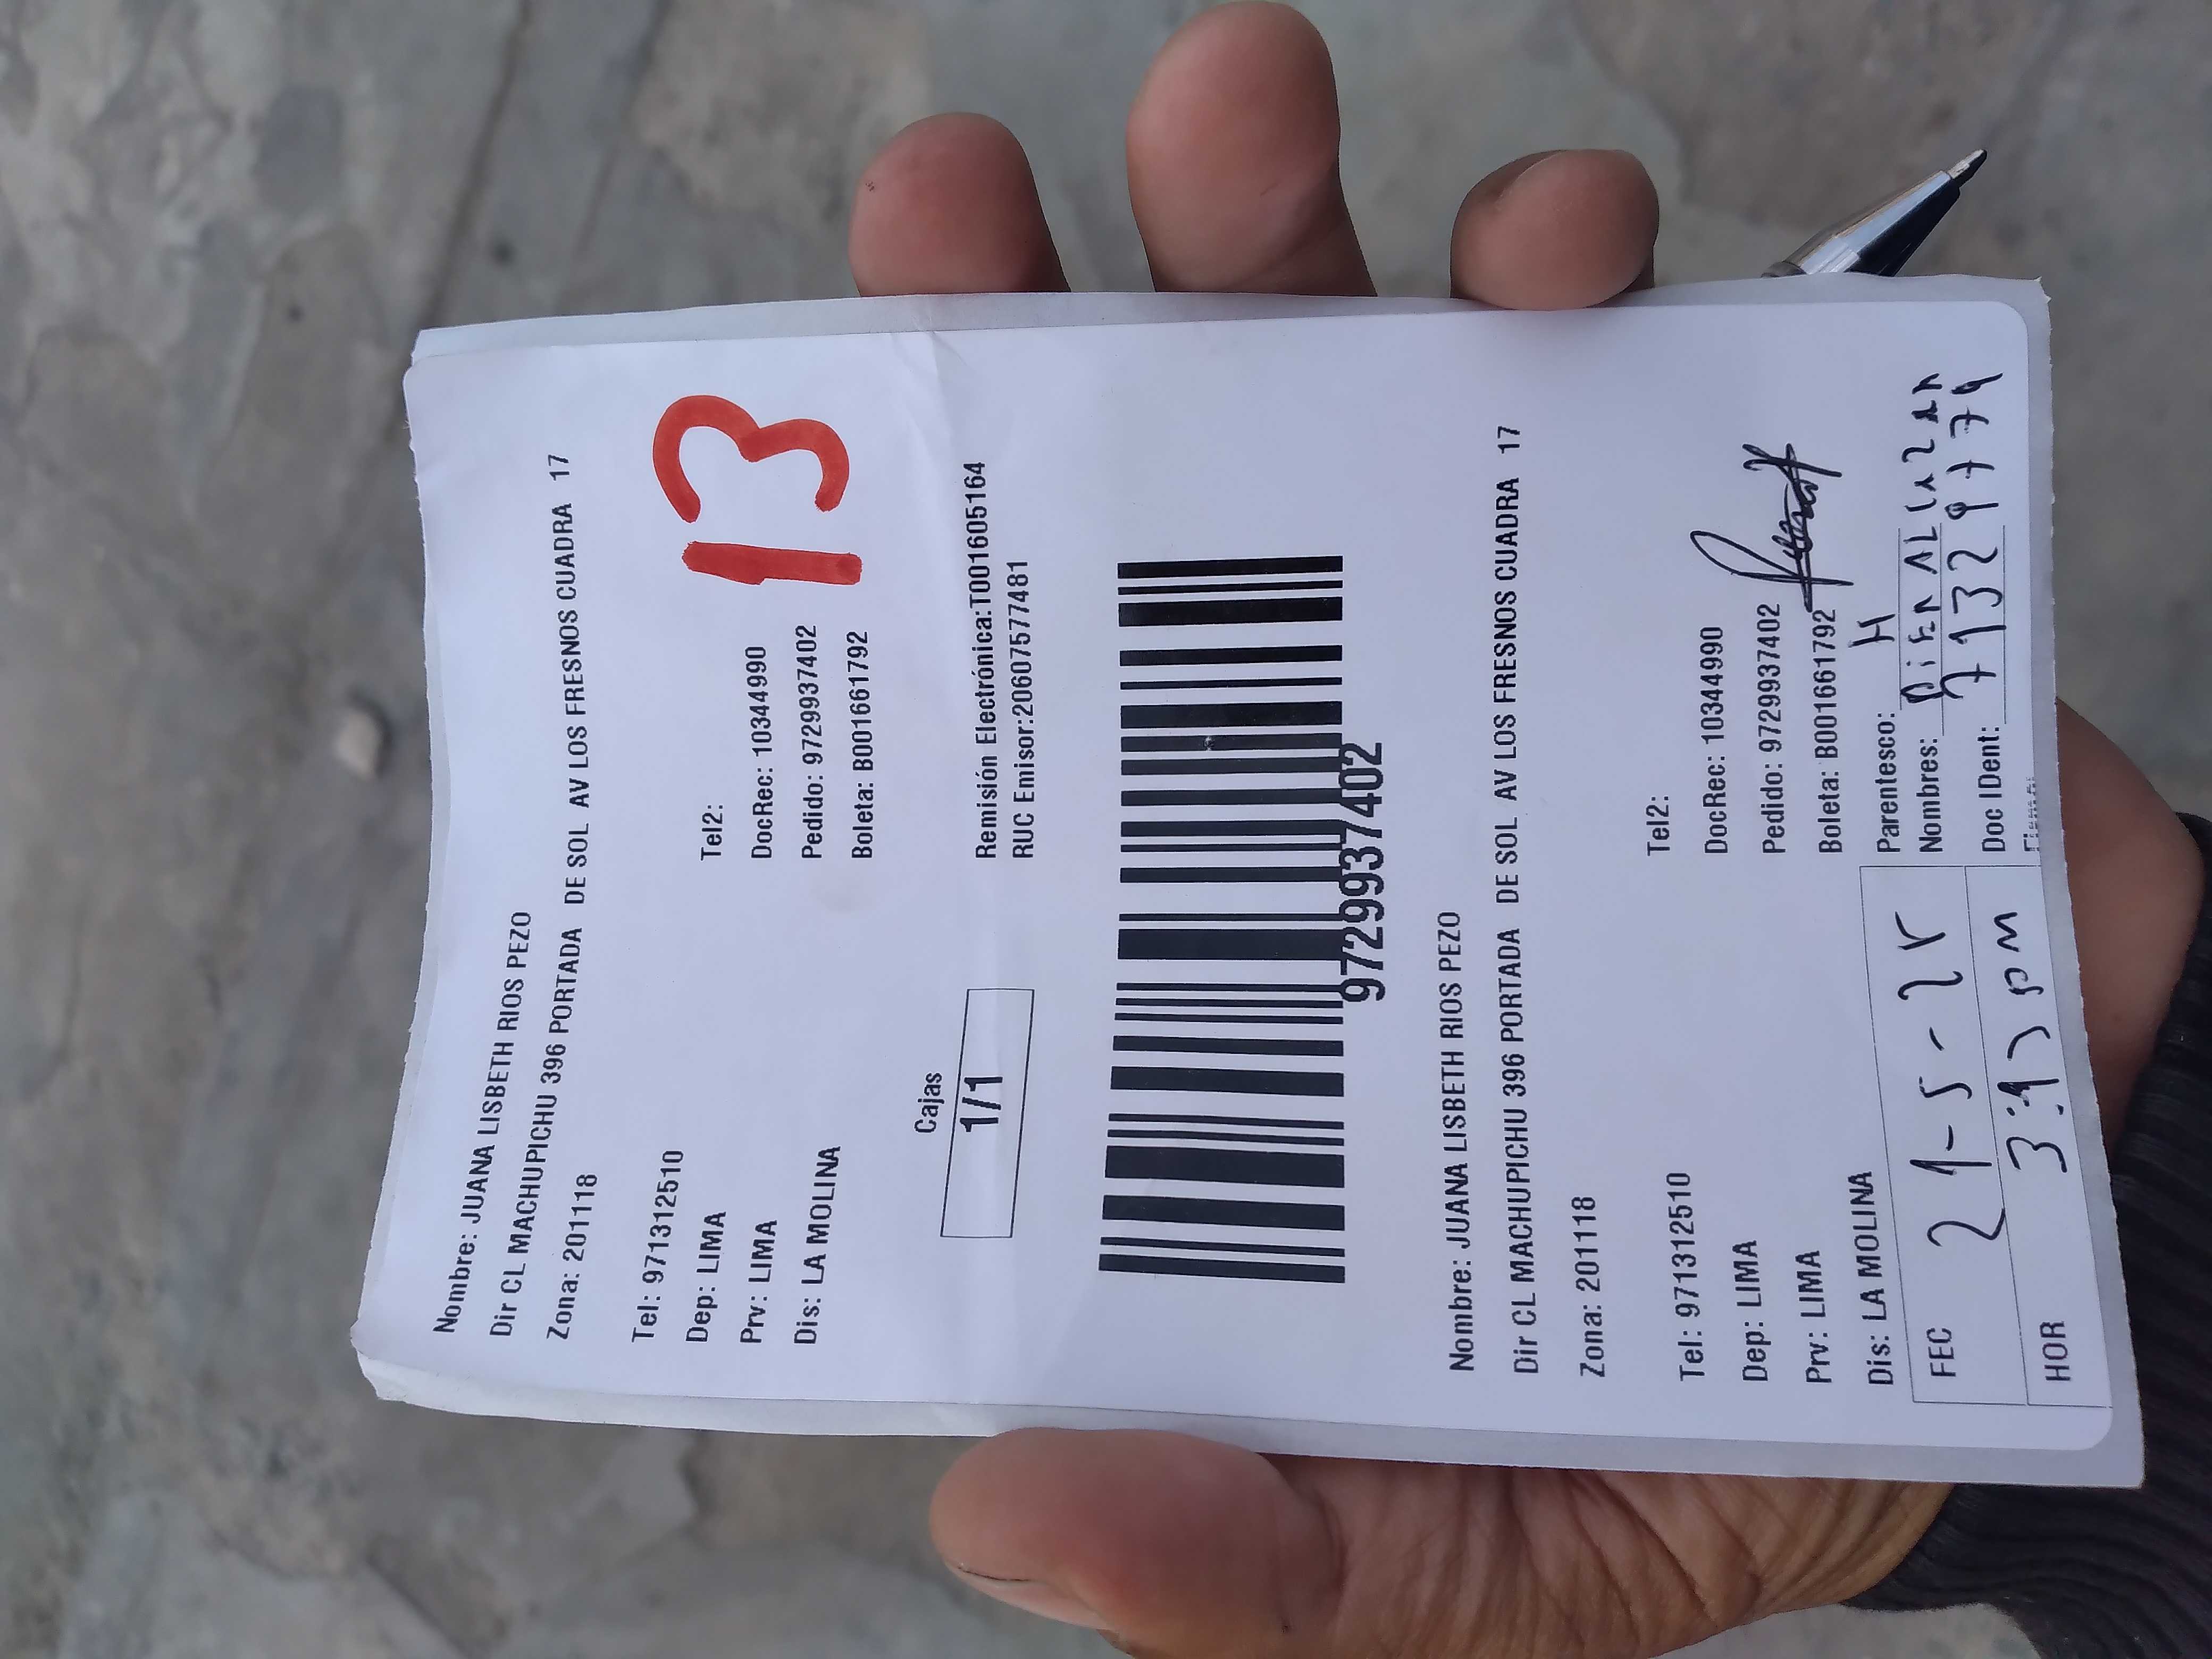 Nombre: JUANA LISBETH RIOS PEZO
Dir CL MACHUPICHU 396 PORTADA DE SOL AV LOS FRESNOS CUADRA 17
Zona: 201118
13
Tel: 971312510 Tel2:
Dep: LIMA DocRec: 10344990
Prv: LIMA Pedido: 9729937402
Dis: LA MOLINA Boleta: B001661792
Cajas
1/1
Remisión Electrónica:T001605164
RUC Emisor:20607577481
9729937402
Nombre: JUANA LISBETH RIOS PEZO
Dir CL MACHUPICHU 396 PORTADA DE SOL AV LOS FRESNOS CUADRA 17
Zona: 201118
Tel: 971312510 Tel2:
Dep: LIMA DocRec: 10344990
Prv: LIMA Pedido: 9729937402
Dis: LA MOLINA Boleta: B001661792
Parentesco: H
FEC Nombres:
HOR Doc IDent: 71329779